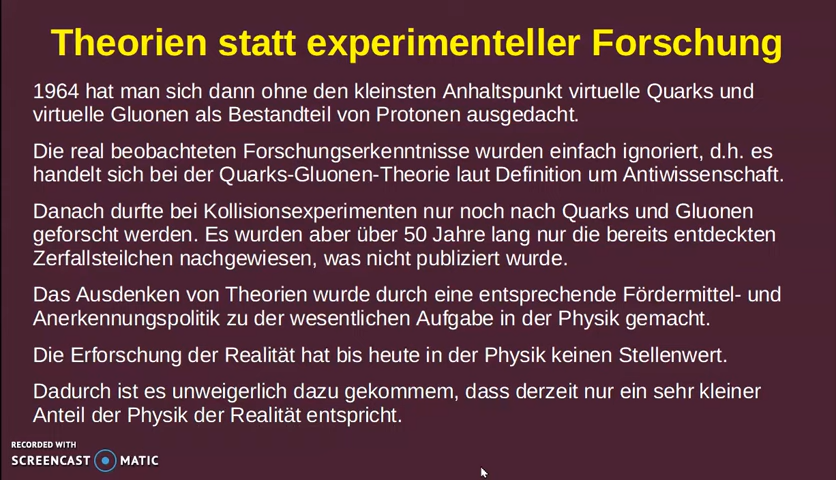 Theorien statt experimenteller Forschung
1964 hat man sich dann ohne den kleinsten Anhaltspunkt virtuelle Quarks und
virtuelle Gluonen als Bestandteil von Protonen ausgedacht.
Die real beobachteten Forschungserkenntnisse wurden einfach ignoriert, d.h. es
handelt sich bei der Quarks-Gluonen-Theorie laut Definition um Antiwissenschaft.
Danach durfte bei Kollisionsexperimenten nur noch nach Quarks und Gluonen
geforscht werden. Es wurden aber über 50 Jahre lang nur die bereits entdeckten
Zerfallsteilchen nachgewiesen, was nicht publiziert wurde.
Das Ausdenken von Theorien wurde durch eine entsprechende Fördermittel- und
Anerkennungspolitik zu der wesentlichen Aufgabe in der Physik gemacht.
Die Erforschung der Realität hat bis heute in der Physik keinen Stellenwert.
Dadurch ist es unweigerlich dazu gekommem, dass derzeit nur ein sehr kleiner
Anteil der Physik der Realität entspricht.
RECORDED WITH
SCREENCAST MATIC